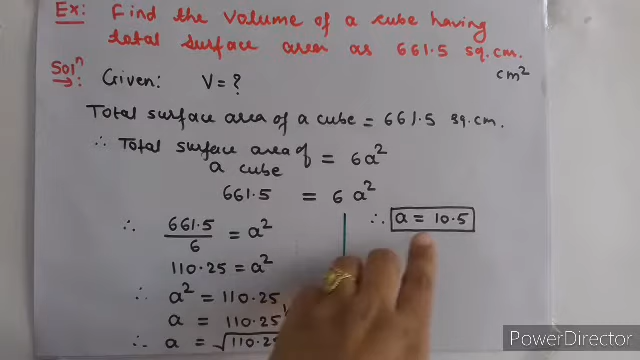 Ex: Find the volume of a cube having
total surface area as 661.5 sq.cm.
cm²
Solⁿ: Given: V = ?
Total surface area of a cube = 661.5 sq.cm.
∴ Total surface area of a cube = 6a²
661.5 = 6 a²
∴ 661.5/6 = a²
110.25 = a²
∴ a² = 110.25
a = 110.25
∴ a = √110.25
∴ a = 10.5
PowerDirector